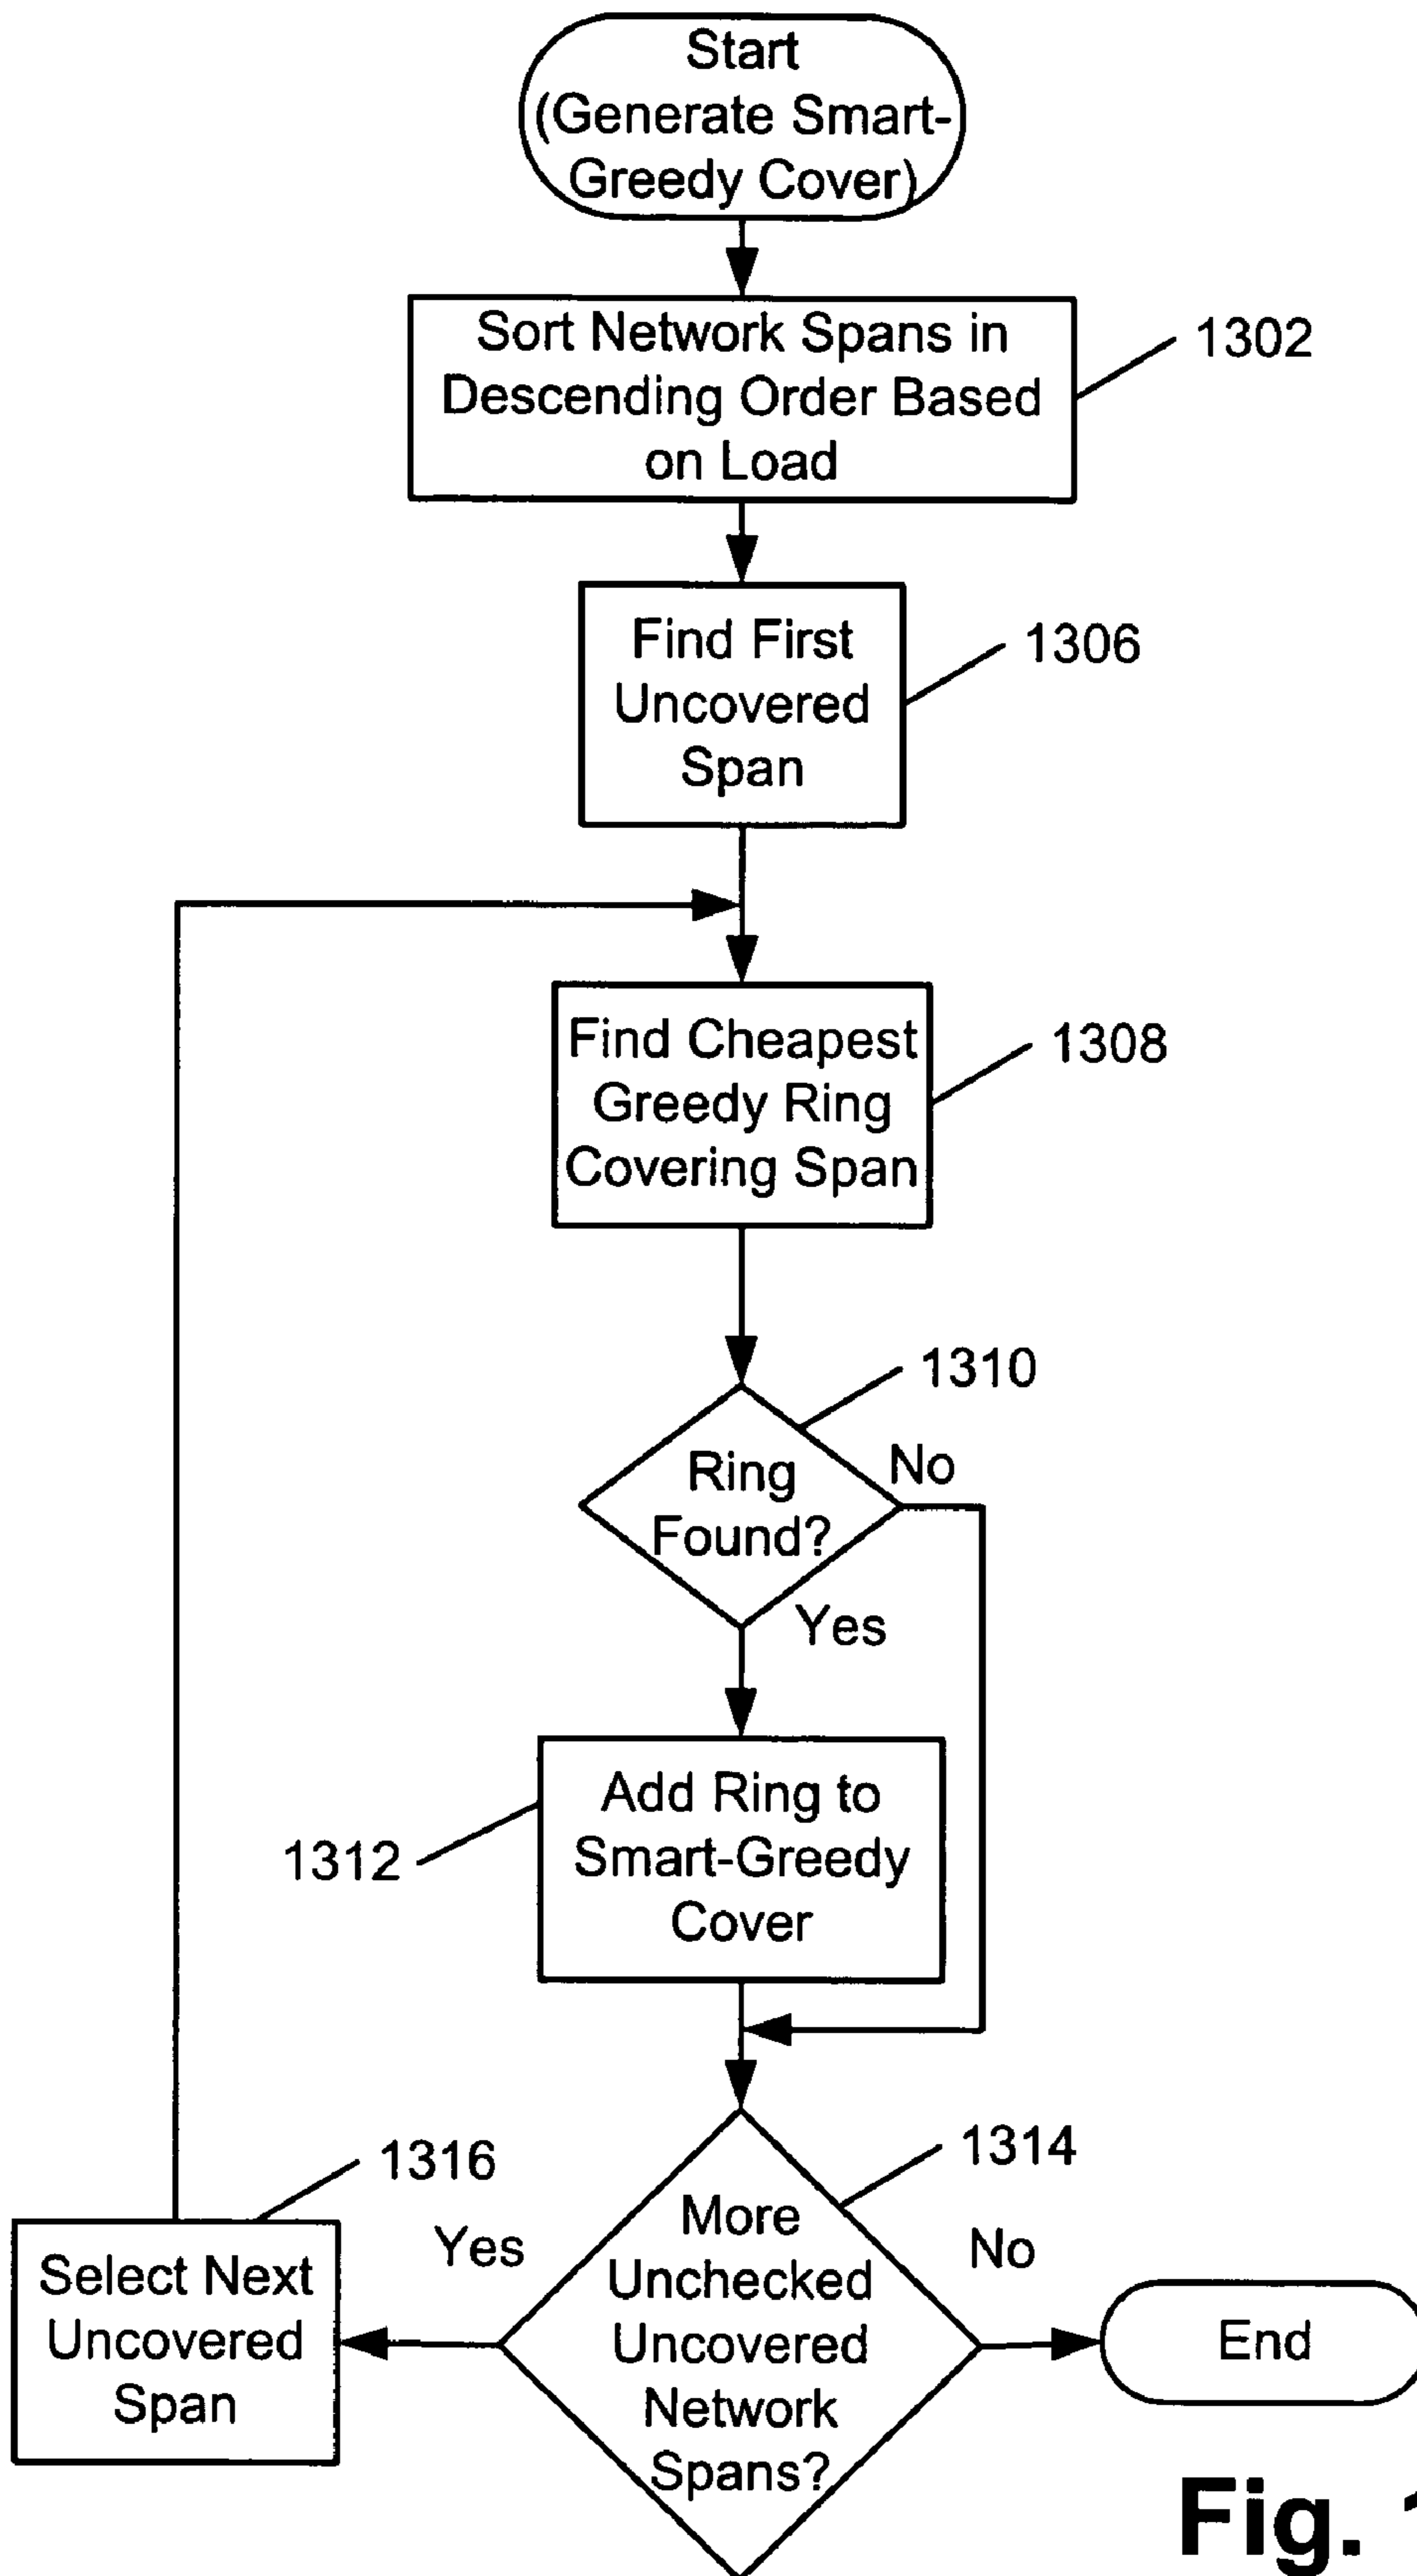 Start
(Generate Smart-
Greedy Cover)
Sort Network Spans in
Descending Order Based
on Load
1302
Find First
Uncovered
Span
1306
Find Cheapest
Greedy Ring
Covering Span
1308
1310
Ring
Found?
No
Yes
Add Ring to
Smart-Greedy
Cover
1312
1314
More
Unchecked
Uncovered
Network
Spans?
Yes
No
1316
Select Next
Uncovered
Span
End
Fig.